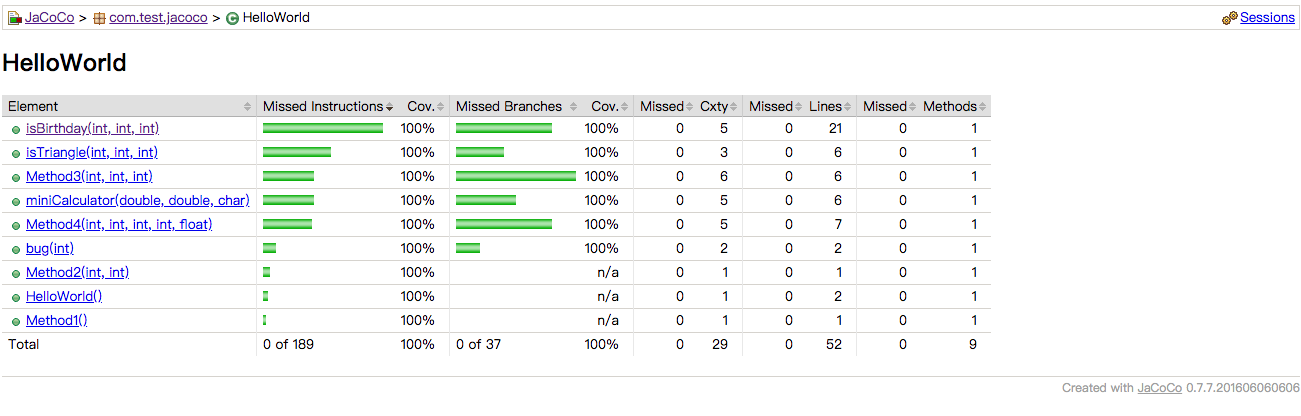 JaCoCo > com.test.jacoco > HelloWorld Sessions
HelloWorld
Element Missed Instructions Cov. Missed Branches Cov. Missed Cxty Missed Lines Missed Methods
isBirthday(int, int, int) 100% 100% 0 5 0 21 0 1
isTriangle(int, int, int) 100% 100% 0 3 0 6 0 1
Method3(int, int, int) 100% 100% 0 6 0 6 0 1
miniCalculator(double, double, char) 100% 100% 0 5 0 6 0 1
Method4(int, int, int, int, float) 100% 100% 0 5 0 7 0 1
bug(int) 100% 100% 0 2 0 2 0 1
Method2(int, int) 100% n/a 0 1 0 1 0 1
HelloWorld() 100% n/a 0 1 0 2 0 1
Method1() 100% n/a 0 1 0 1 0 1
Total 0 of 189 100% 0 of 37 100% 0 29 0 52 0 9
Created with JaCoCo 0.7.7.201606060606